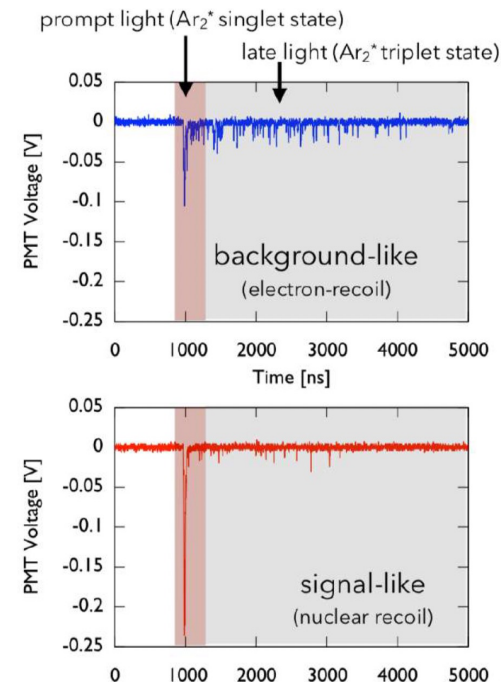 prompt light (Ar2* singlet state)
late light (Ar2* triplet state)
0.05
0
-0.05
-0.1
-0.15
-0.2
-0.25
PMT Voltage [V]
background-like
(electron-recoil)
0 1000 2000 3000 4000 5000
Time [ns]
0.05
0
-0.05
-0.1
-0.15
-0.2
-0.25
PMT Voltage [V]
signal-like
(nuclear recoil)
0 1000 2000 3000 4000 5000